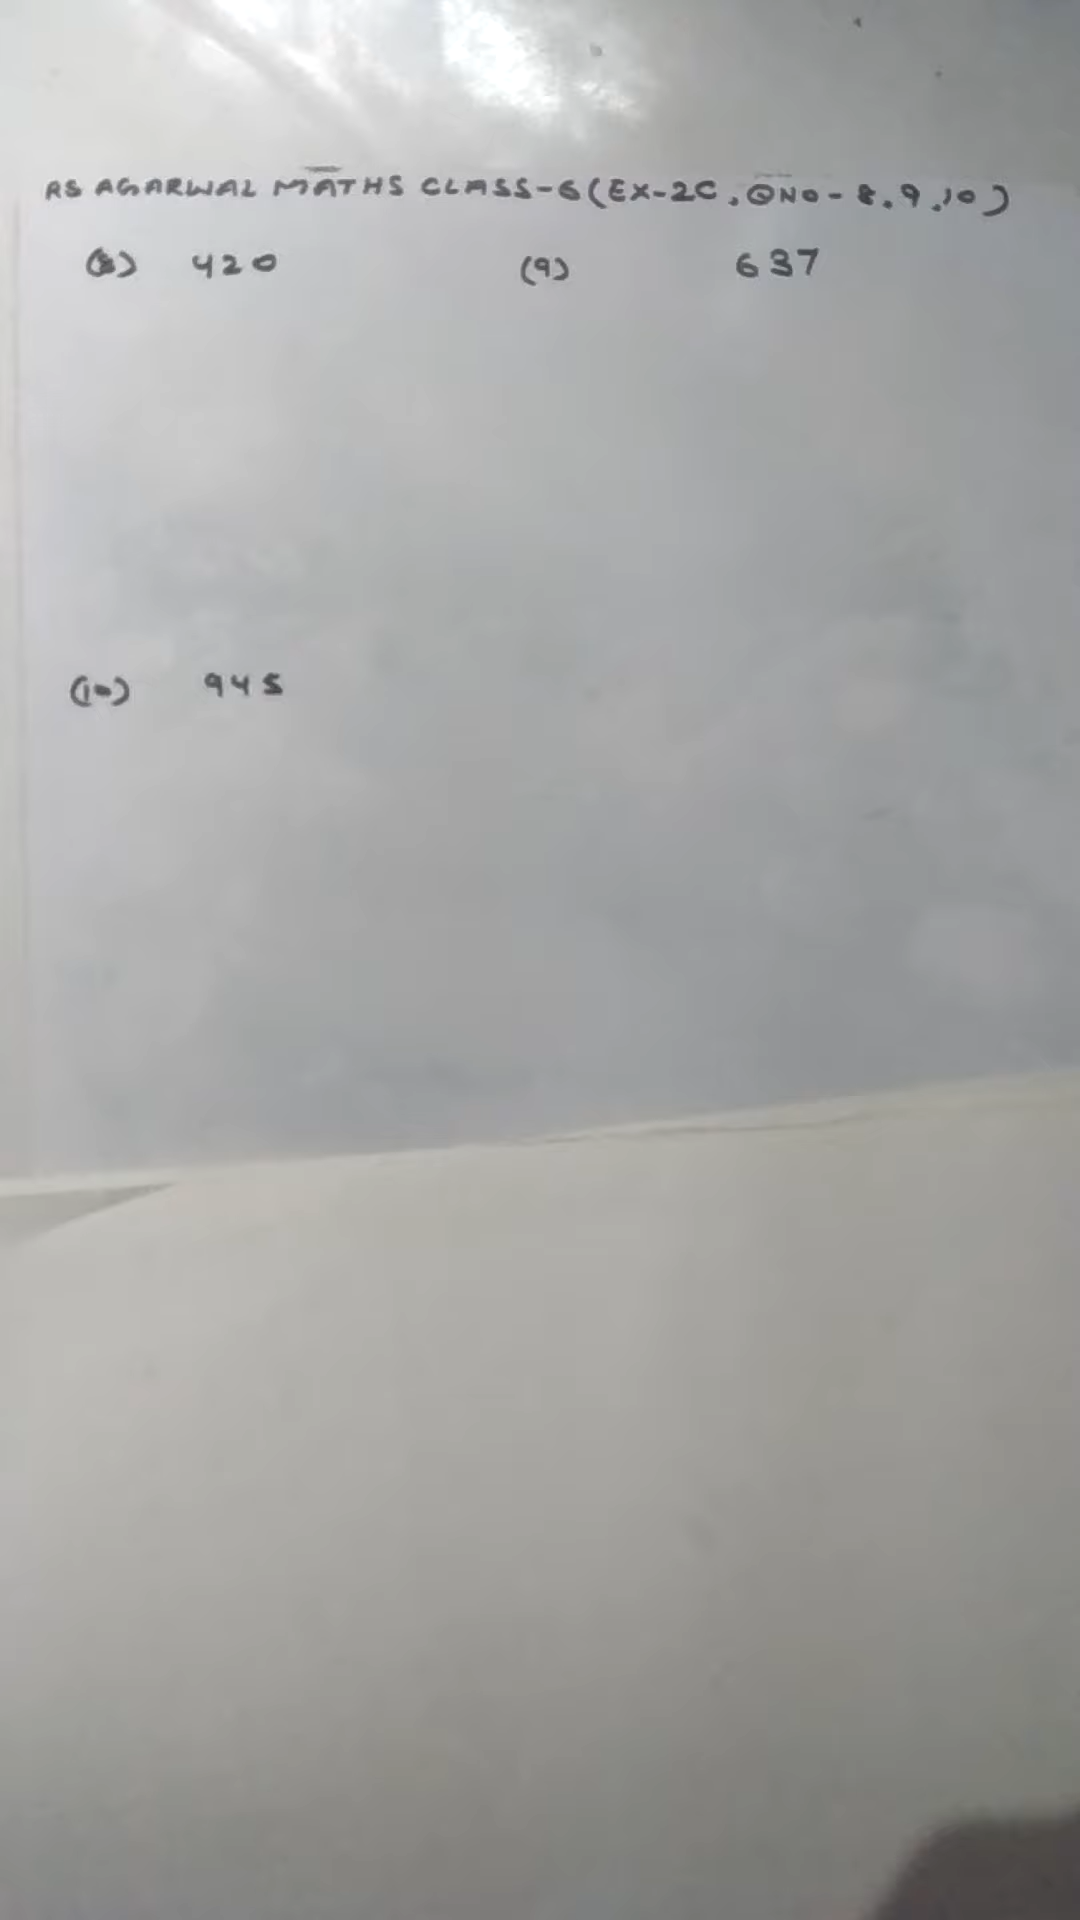 RS AGARWAL MATHS CLASS-6 (EX-2C, QNO-8,9,10)
(8) 420 (9) 637
(10) 945